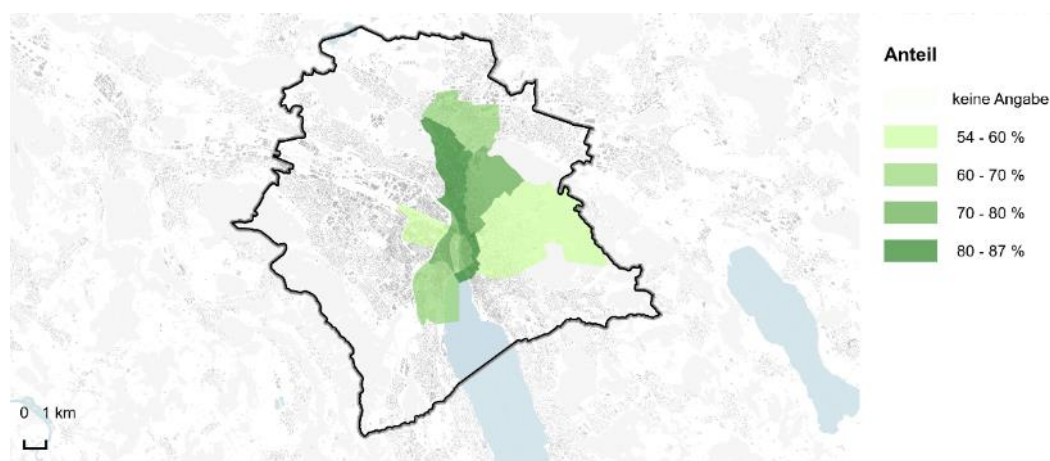 Anteil
keine Angabe
54 - 60 %
60 - 70 %
70 - 80 %
80 - 87 %
0 1 km